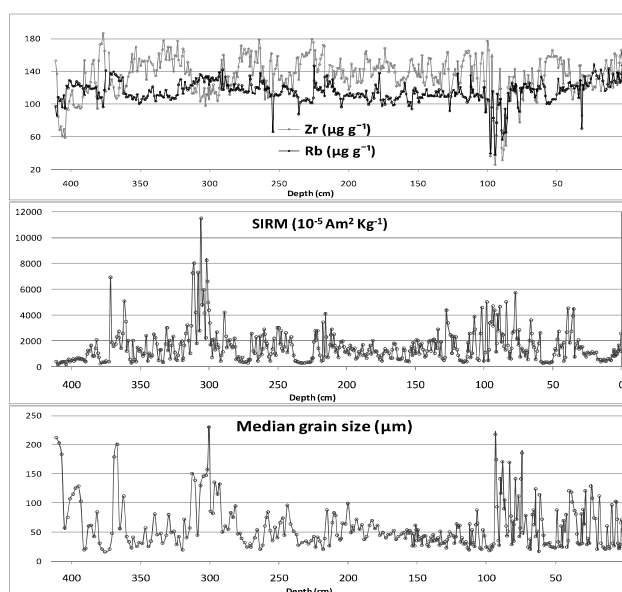 180
140
100
60
20
Zr (µg g⁻¹)
Rb (µg g⁻¹)
400 350 300 250 200 150 100 50 0
Depth (cm)
SIRM (10⁻⁵ Am² Kg⁻¹)
12000
10000
8000
6000
4000
2000
0
400 350 300 250 200 150 100 50 0
Depth (cm)
Median grain size (µm)
250
200
150
100
50
0
400 350 300 250 200 150 100 50 0
Depth (cm)